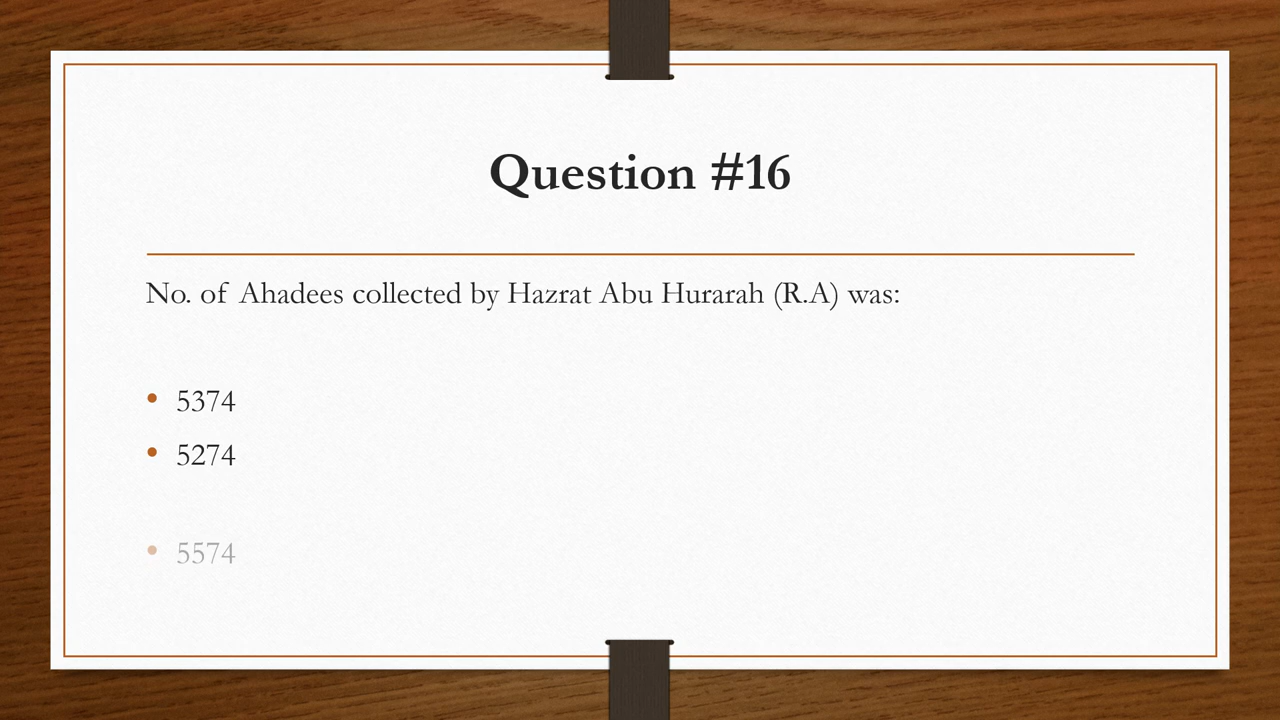 Question #16
No. of Ahadees collected by Hazrat Abu Hurarah (R.A) was:
• 5374
• 5274
• 5574